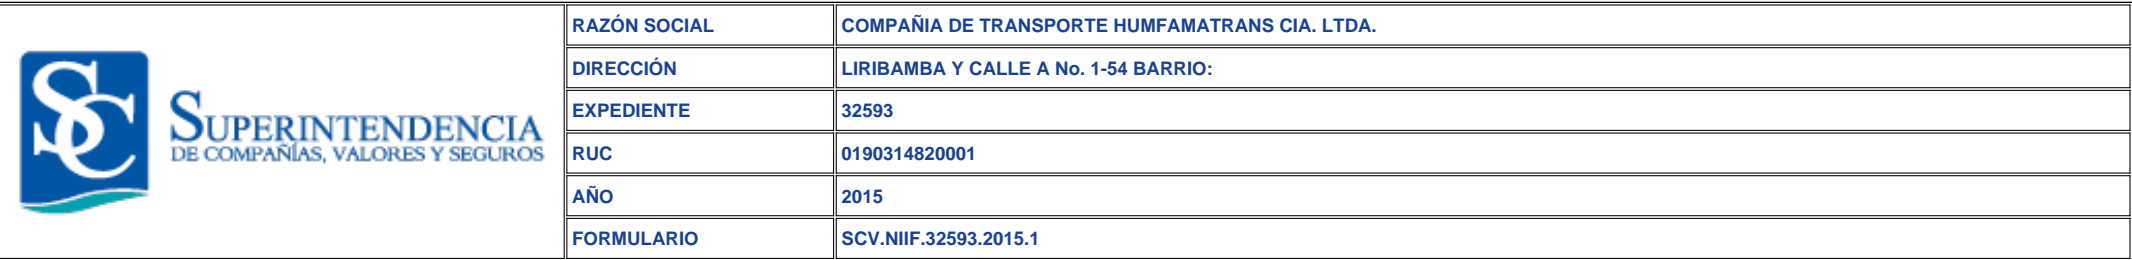 SC
SUPERINTENDENCIA
DE COMPAÑÍAS, VALORES Y SEGUROS
RAZÓN SOCIAL COMPAÑIA DE TRANSPORTE HUMFAMATRANS CIA. LTDA.
DIRECCIÓN LIRIBAMBA Y CALLE A No. 1-54 BARRIO:
EXPEDIENTE 32593
RUC 0190314820001
AÑO 2015
FORMULARIO SCV.NIIF.32593.2015.1